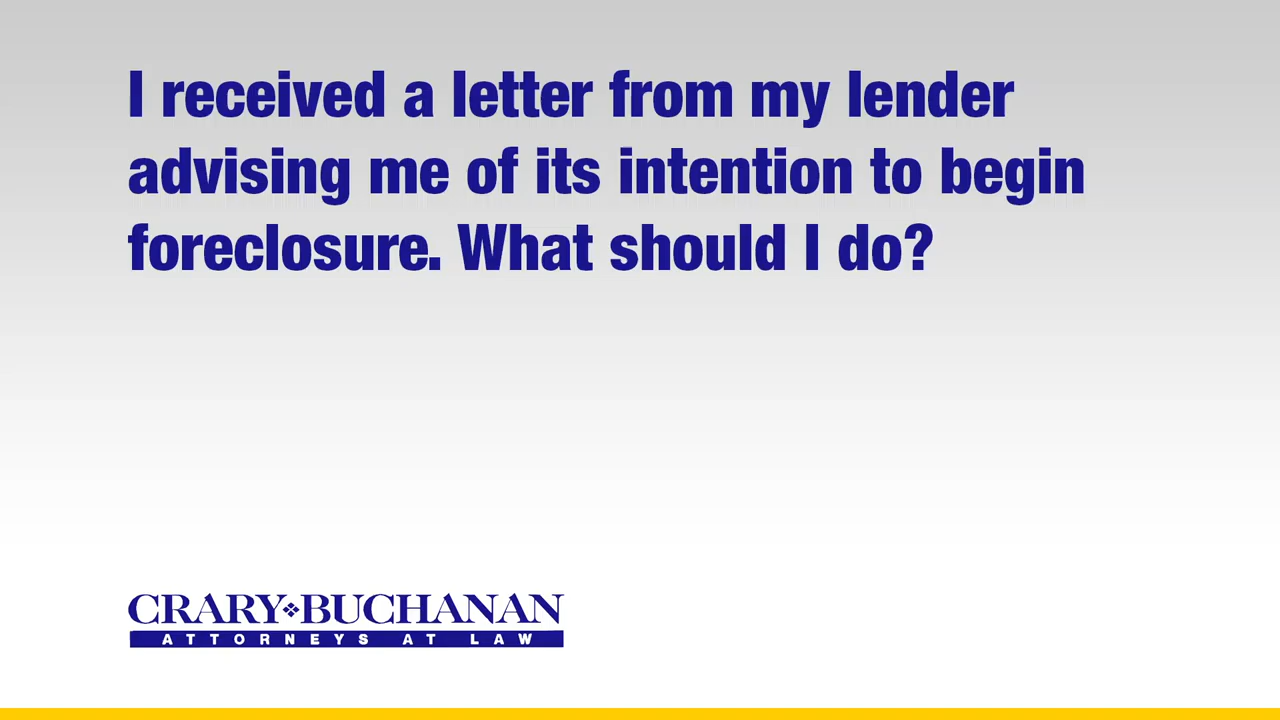 I received a letter from my lender
advising me of its intention to begin
foreclosure. What should I do?
CRARY❖BUCHANAN
ATTORNEYS AT LAW